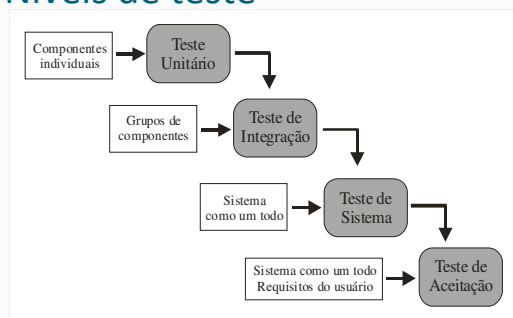 Níveis de teste
Componentes
individuais
Teste
Unitário
Grupos de
componentes
Teste de
Integração
Sistema
como um todo
Teste de
Sistema
Sistema como um todo
Requisitos do usuário
Teste de
Aceitação